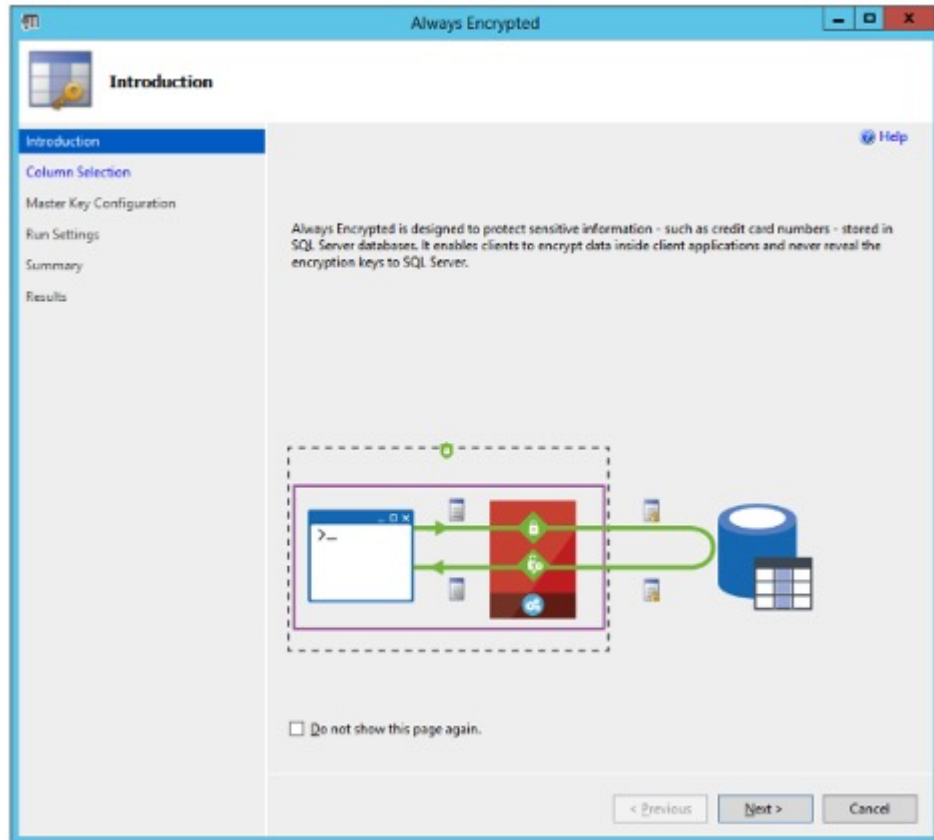 Always Encrypted
Introduction
Introduction
Help
Column Selection
Master Key Configuration
Run Settings
Summary
Results
Always Encrypted is designed to protect sensitive information - such as credit card numbers - stored in
SQL Server databases. It enables clients to encrypt data inside client applications and never reveal the
encryption keys to SQL Server.
>_
Do not show this page again.
< Previous
Next >
Cancel